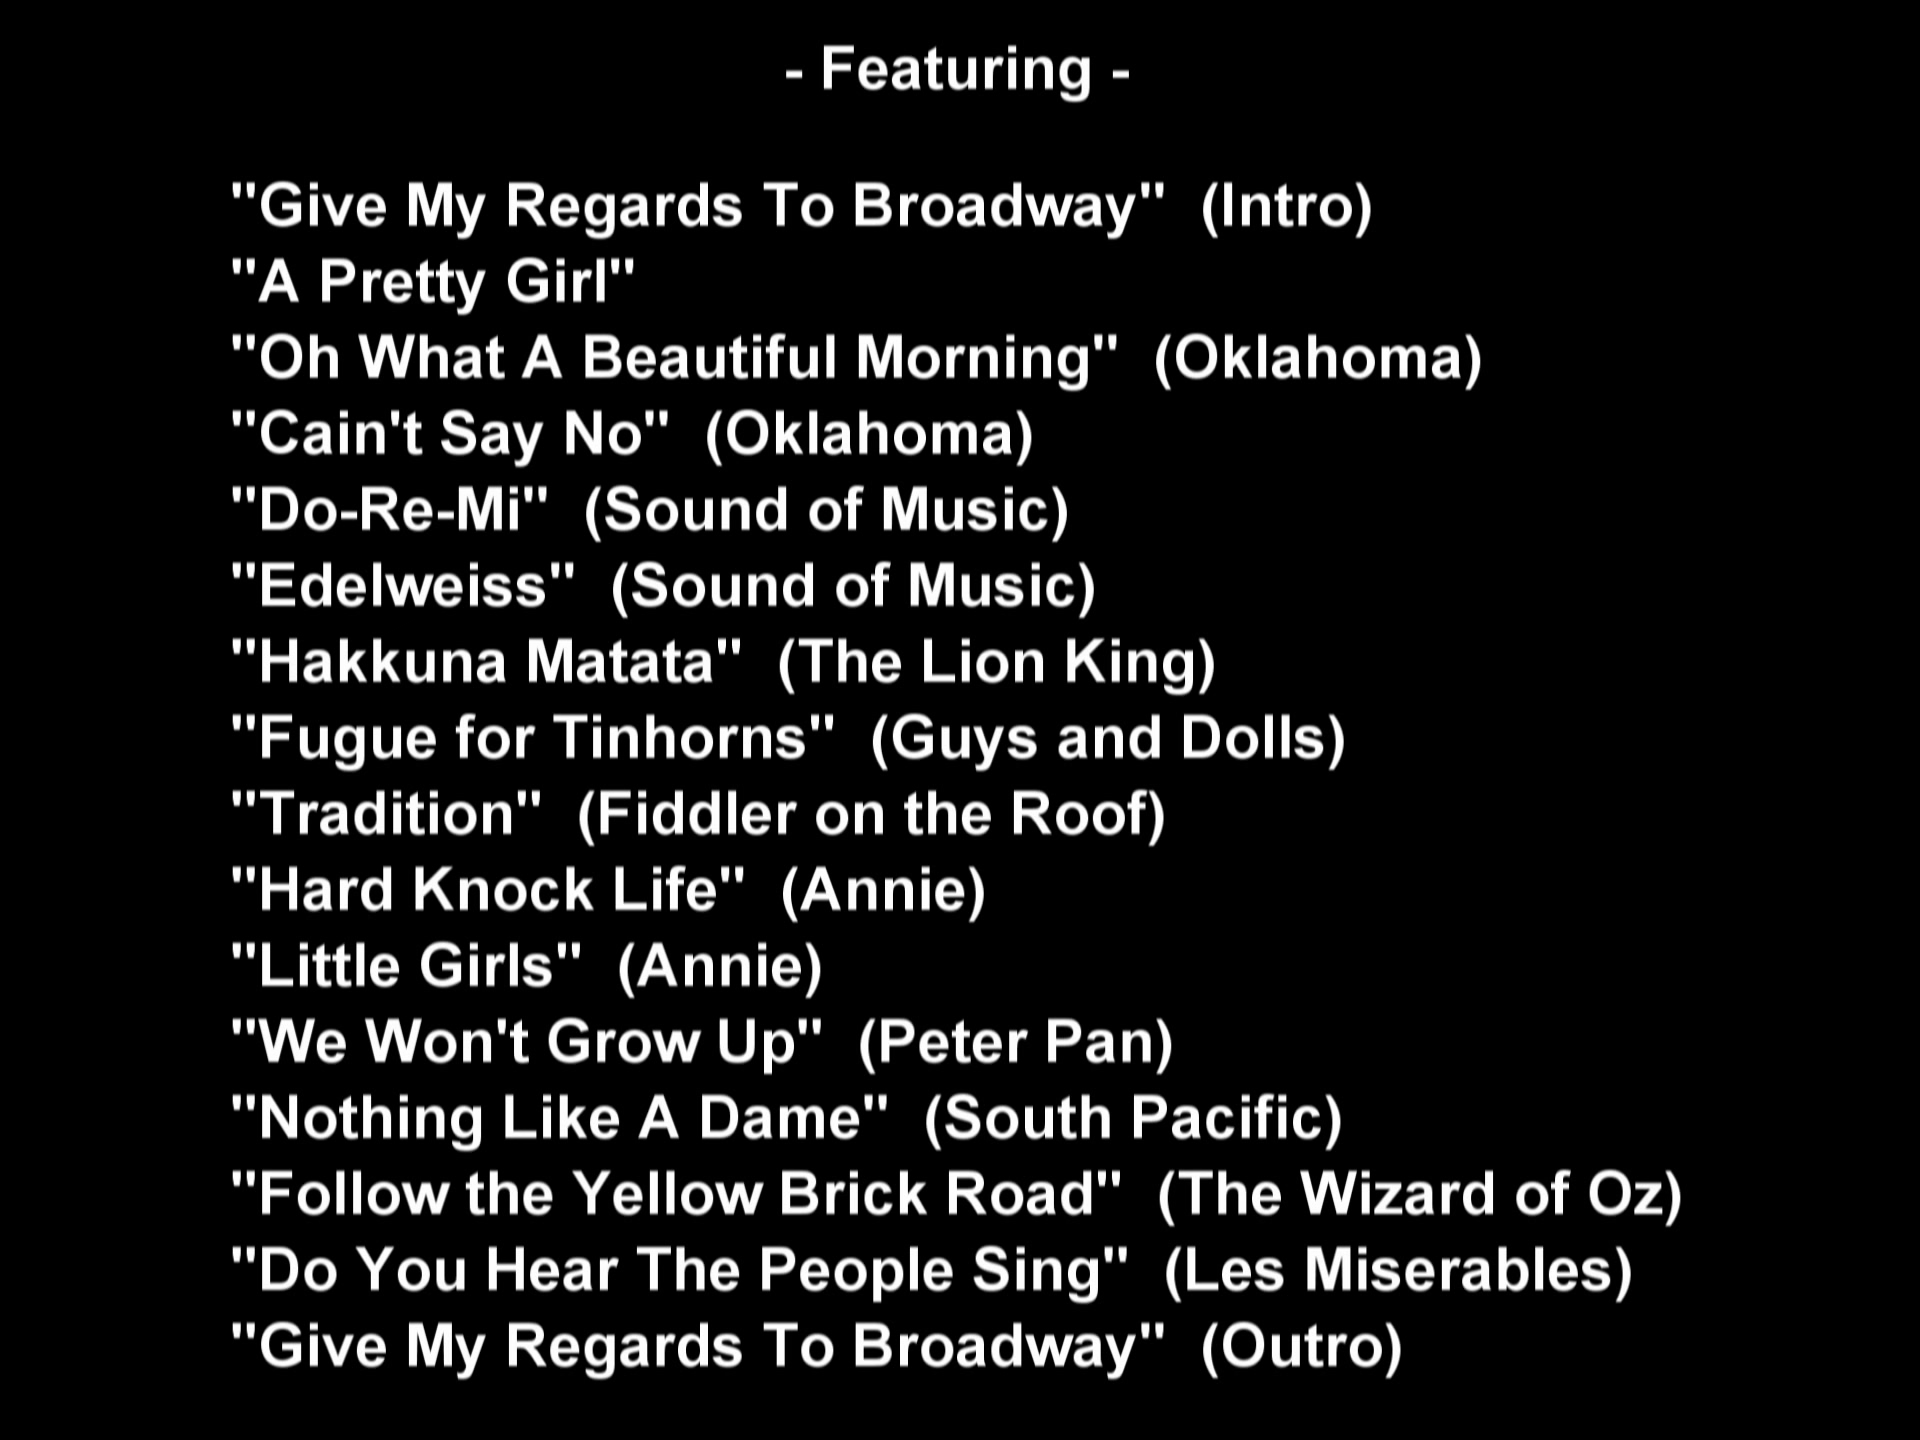 - Featuring -
"Give My Regards To Broadway" (Intro)
"A Pretty Girl"
"Oh What A Beautiful Morning" (Oklahoma)
"Cain't Say No" (Oklahoma)
"Do-Re-Mi" (Sound of Music)
"Edelweiss" (Sound of Music)
"Hakkuna Matata" (The Lion King)
"Fugue for Tinhorns" (Guys and Dolls)
"Tradition" (Fiddler on the Roof)
"Hard Knock Life" (Annie)
"Little Girls" (Annie)
"We Won't Grow Up" (Peter Pan)
"Nothing Like A Dame" (South Pacific)
"Follow the Yellow Brick Road" (The Wizard of Oz)
"Do You Hear The People Sing" (Les Miserables)
"Give My Regards To Broadway" (Outro)